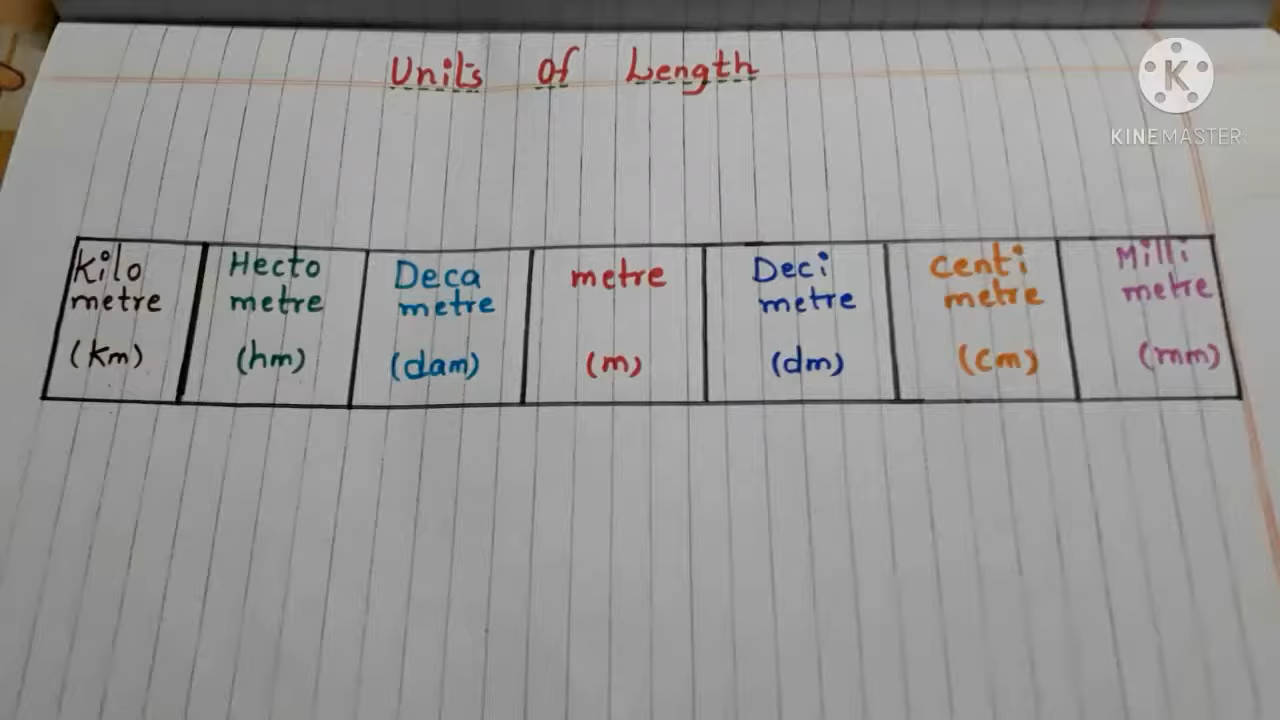 Units of Length
K
KINEMASTER
Kilo metre (km)
Hecto metre (hm)
Deca metre (dam)
metre (m)
Deci metre (dm)
Centi metre (cm)
Milli metre (mm)